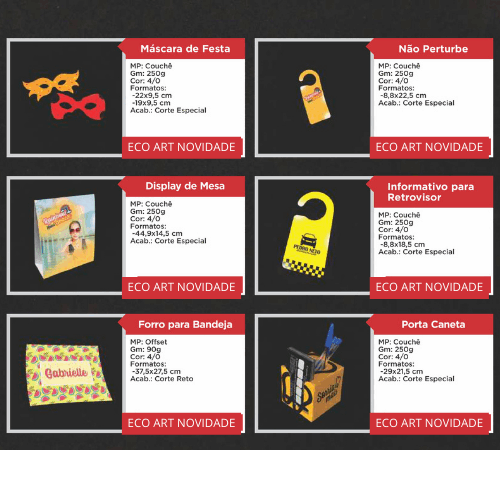 Máscara de Festa
MP: Couchê
Gm: 250g
Cor: 4/0
Formatos:
-22x9,5 cm
-19x9,5 cm
Acab.: Corte Especial
ECO ART NOVIDADE
Não Perturbe
MP: Couchê
Gm: 250g
Cor: 4/0
Formatos:
-8,8x22,5 cm
Acab.: Corte Especial
ECO ART NOVIDADE
Display de Mesa
MP: Couchê
Gm: 250g
Cor: 4/0
Formatos:
-44,9x14,5 cm
Acab.: Corte Especial
ECO ART NOVIDADE
Informativo para
Retrovisor
MP: Couchê
Gm: 250g
Cor: 4/0
Formatos:
-8,8x18,5 cm
Acab.: Corte Especial
ECO ART NOVIDADE
Forro para Bandeja
MP: Offset
Gm: 90g
Cor: 4/0
Formatos:
-37,5x27,5 cm
Acab.: Corte Reto
Gabrielle
ECO ART NOVIDADE
Porta Caneta
MP: Couchê
Gm: 250g
Cor: 4/0
Formatos:
-29x21,5 cm
Acab.: Corte Especial
ECO ART NOVIDADE